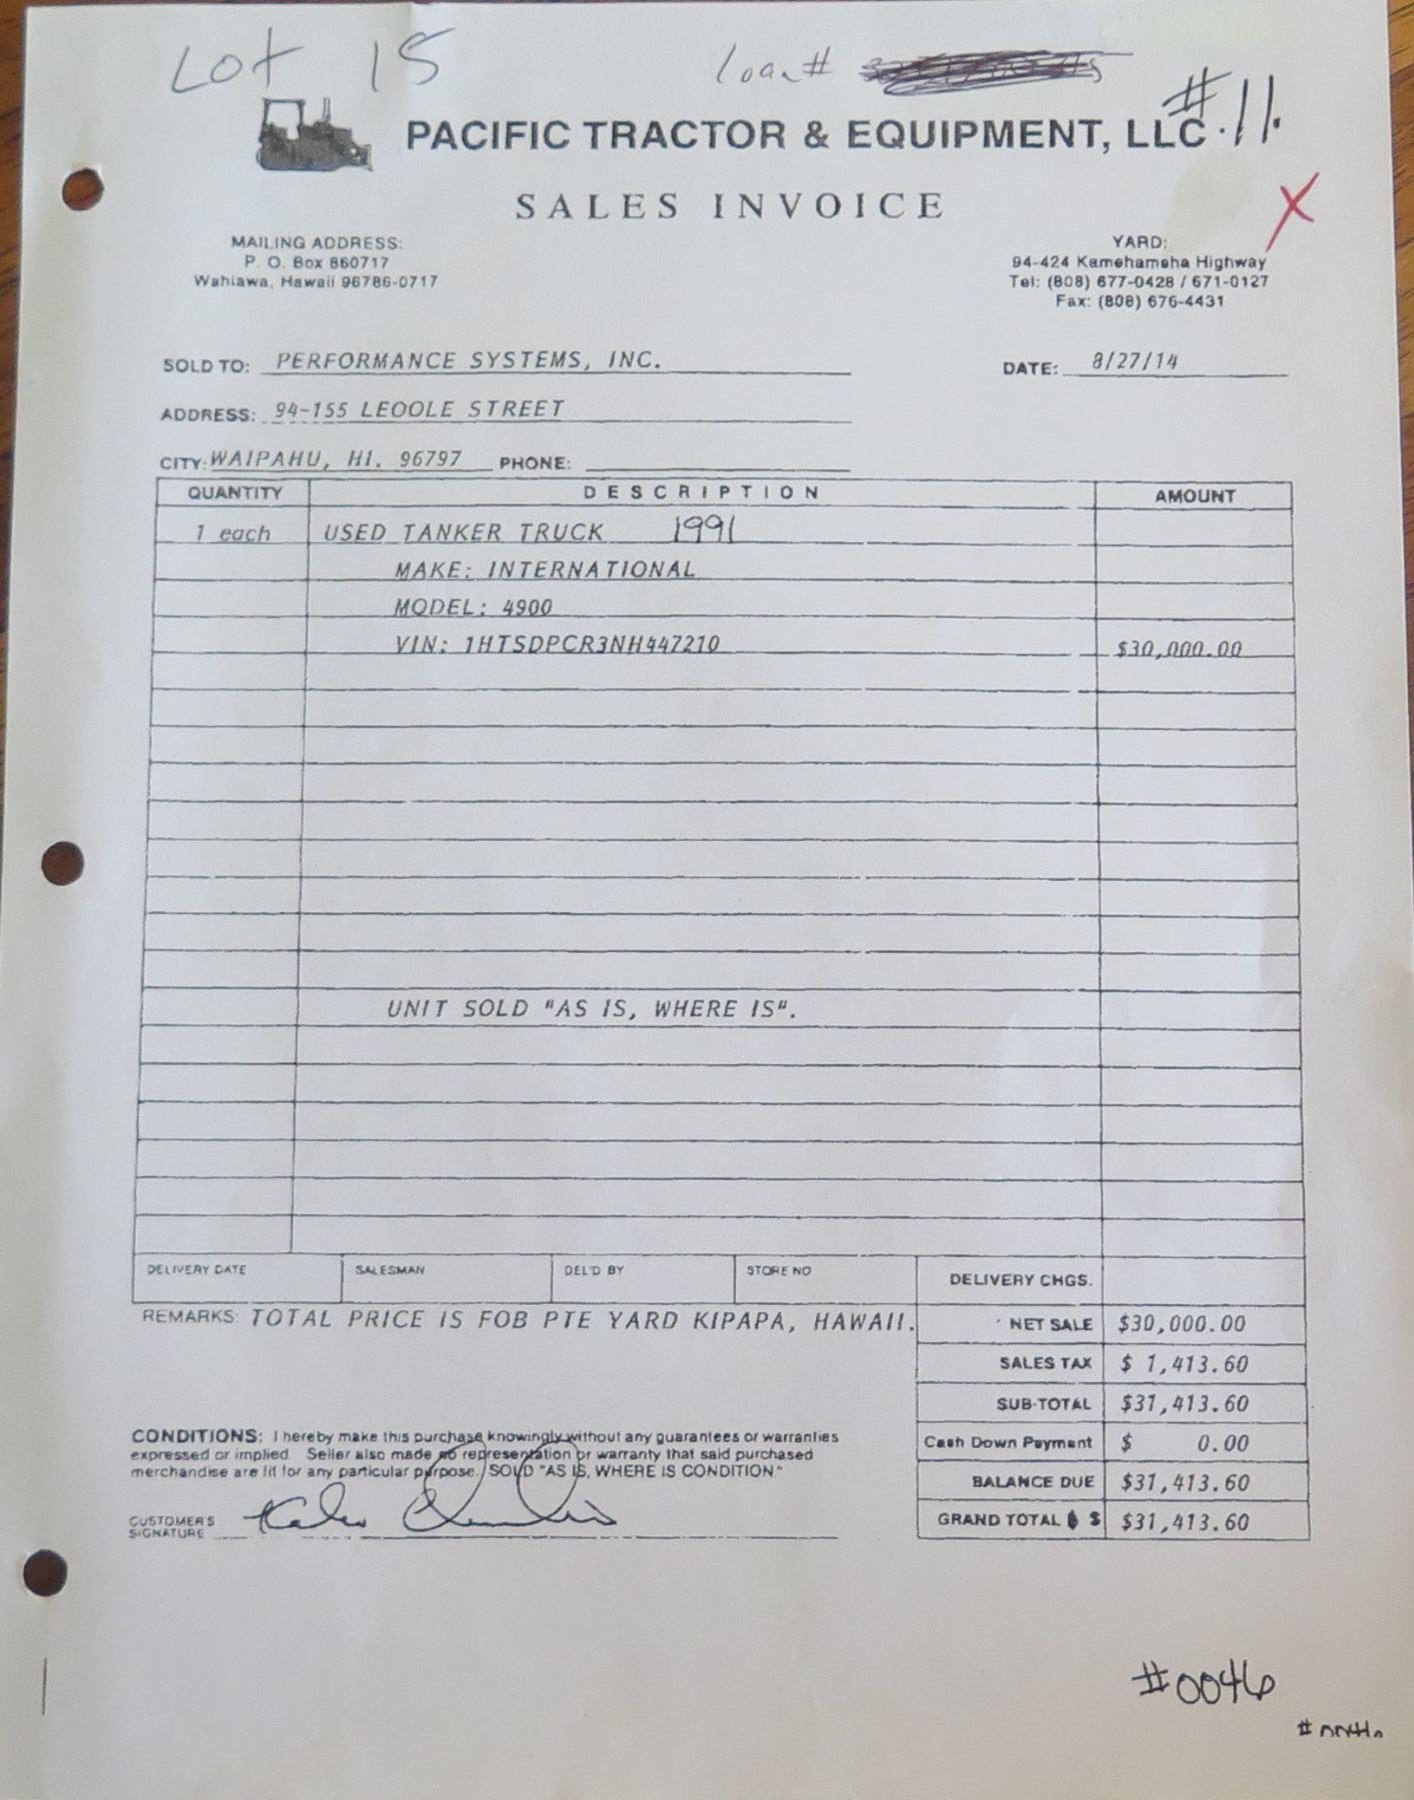 Lot 15
loan#
#11.
PACIFIC TRACTOR & EQUIPMENT, LLC.
SALES INVOICE
MAILING ADDRESS:
P. O. Box 860717
Wahiawa, Hawaii 96786-0717
YARD:
94-424 Kamehameha Highway
Tel: (808) 677-0428 / 671-0127
Fax: (808) 676-4431
SOLD TO: PERFORMANCE SYSTEMS, INC.
DATE: 8/27/14
ADDRESS: 94-155 LEOOLE STREET
CITY: WAIPAHU, HI. 96797 PHONE:
QUANTITY DESCRIPTION AMOUNT
1 each USED TANKER TRUCK 1991
MAKE: INTERNATIONAL
MODEL: 4900
VIN: 1HTSDPCR3NH447210 $30,000.00
UNIT SOLD "AS IS, WHERE IS".
DELIVERY DATE SALESMAN DEL'D BY STORE NO DELIVERY CHGS.
REMARKS: TOTAL PRICE IS FOB PTE YARD KIPAPA, HAWAII.
NET SALE $30,000.00
SALES TAX $ 1,413.60
SUB-TOTAL $31,413.60
Cash Down Payment $ 0.00
BALANCE DUE $31,413.60
GRAND TOTAL $ $31,413.60
CONDITIONS: I hereby make this purchase knowingly without any guarantees or warranties
expressed or implied. Seller also made no representation or warranty that said purchased
merchandise are fit for any particular purpose. SOLD "AS IS, WHERE IS CONDITION."
CUSTOMER'S
SIGNATURE
#0046
#0046